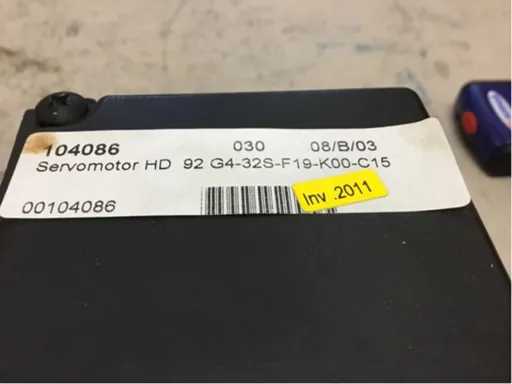 104086 030 08/B/03
Servomotor HD 92 G4-32S-F19-K00-C15
00104086
Inv .2011